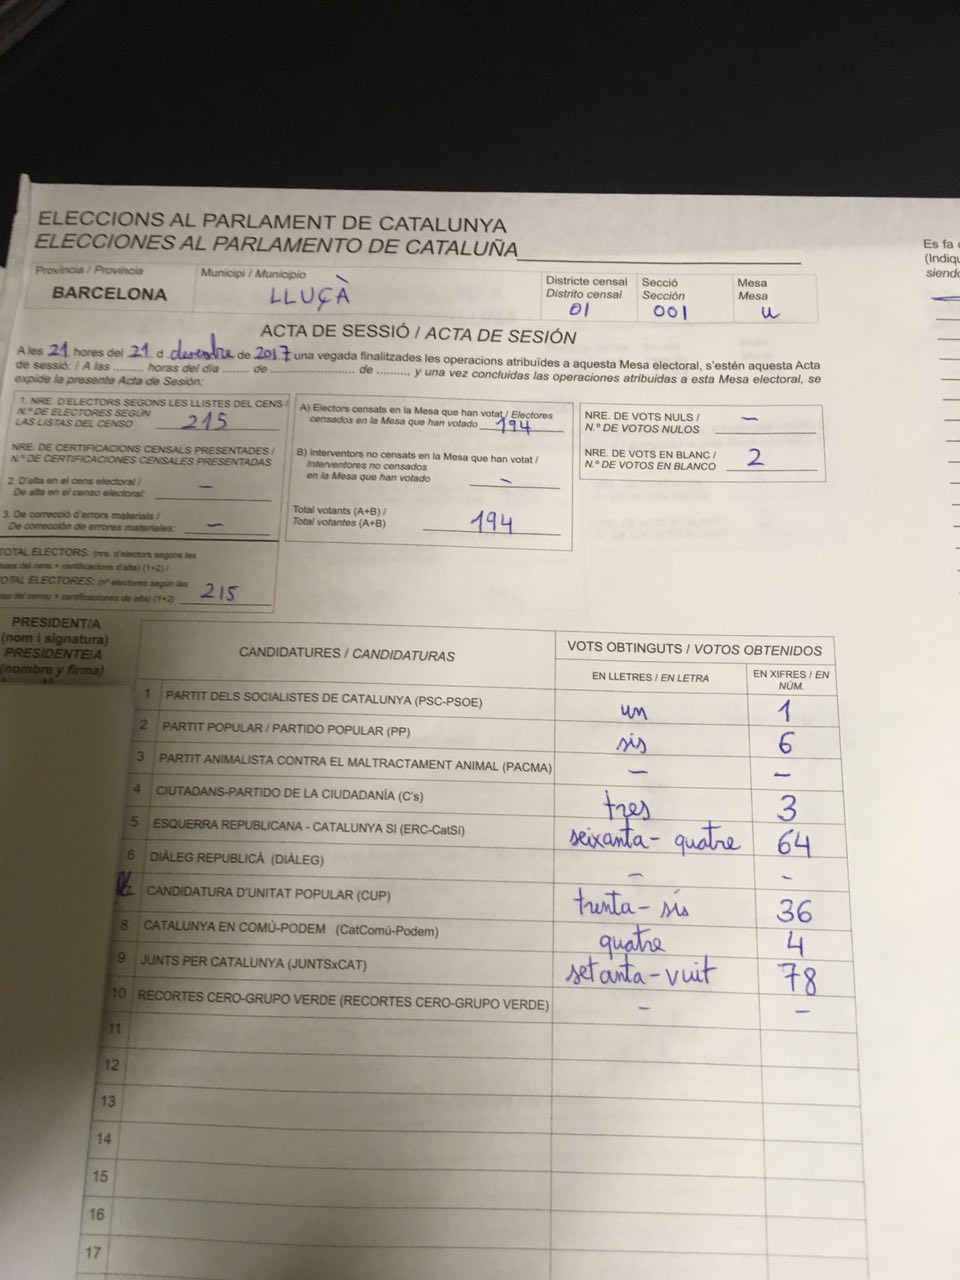 ELECCIONS AL PARLAMENT DE CATALUNYA
ELECCIONES AL PARLAMENTO DE CATALUÑA
Província / Provincia
BARCELONA
Municipi / Municipio
LLUÇÀ
Districte censal
Distrito censal
01
Secció
Sección
001
Mesa
Mesa
U
ACTA DE SESSIÓ / ACTA DE SESIÓN
A les 21 hores del 21 d desembre de 2017 una vegada finalitzades les operacions atribuïdes a aquesta Mesa electoral, s'estén aquesta Acta
de sessió: / A las ......... horas del día ....... de ........................ de ........., y una vez concluidas las operaciones atribuidas a esta Mesa electoral, se
expide la presente Acta de Sesión:
1. NRE. D'ELECTORS SEGONS LES LLISTES DEL CENS /
N.º DE ELECTORES SEGÚN
LAS LISTAS DEL CENSO 215
NRE. DE CERTIFICACIONS CENSALS PRESENTADES /
N.º DE CERTIFICACIONES CENSALES PRESENTADAS
2. D'alta en el cens electoral /
De alta en el censo electoral: –
3. De correcció d'errors materials /
De corrección de errores materiales: –
TOTAL ELECTORS: (nre. d'electors segons les
del cens + certificacions d'alta) (1+2) /
TOTAL ELECTORES: (nº electores según las
del censo + certificaciones de alta) (1+2) 215
A) Electors censats en la Mesa que han votat / Electores
censados en la Mesa que han votado 194
B) Interventors no censats en la Mesa que han votat /
Interventores no censados
en la Mesa que han votado –
Total votants (A+B) /
Total votantes (A+B) 194
NRE. DE VOTS NULS /
N.º DE VOTOS NULOS –
NRE. DE VOTS EN BLANC /
N.º DE VOTOS EN BLANCO 2
Es fa
(Indiqu
siendo
PRESIDENT/A
(nom i signatura)
PRESIDENTE/A
(nombre y firma)
CANDIDATURES / CANDIDATURAS
VOTS OBTINGUTS / VOTOS OBTENIDOS
EN LLETRES / EN LETRA
EN XIFRES / EN
NÚM.
1 PARTIT DELS SOCIALISTES DE CATALUNYA (PSC-PSOE) un 1
2 PARTIT POPULAR / PARTIDO POPULAR (PP) sis 6
3 PARTIT ANIMALISTA CONTRA EL MALTRACTAMENT ANIMAL (PACMA) – –
4 CIUTADANS-PARTIDO DE LA CIUDADANÍA (C's) tres 3
5 ESQUERRA REPUBLICANA - CATALUNYA SI (ERC-CatSí) seixanta-quatre 64
6 DIÀLEG REPUBLICÀ (DIÀLEG) – –
CANDIDATURA D'UNITAT POPULAR (CUP) trenta-sis 36
8 CATALUNYA EN COMÚ-PODEM (CatComú-Podem) quatre 4
9 JUNTS PER CATALUNYA (JUNTSxCAT) setanta-vuit 78
10 RECORTES CERO-GRUPO VERDE (RECORTES CERO-GRUPO VERDE) – –
11
12
13
14
15
16
17